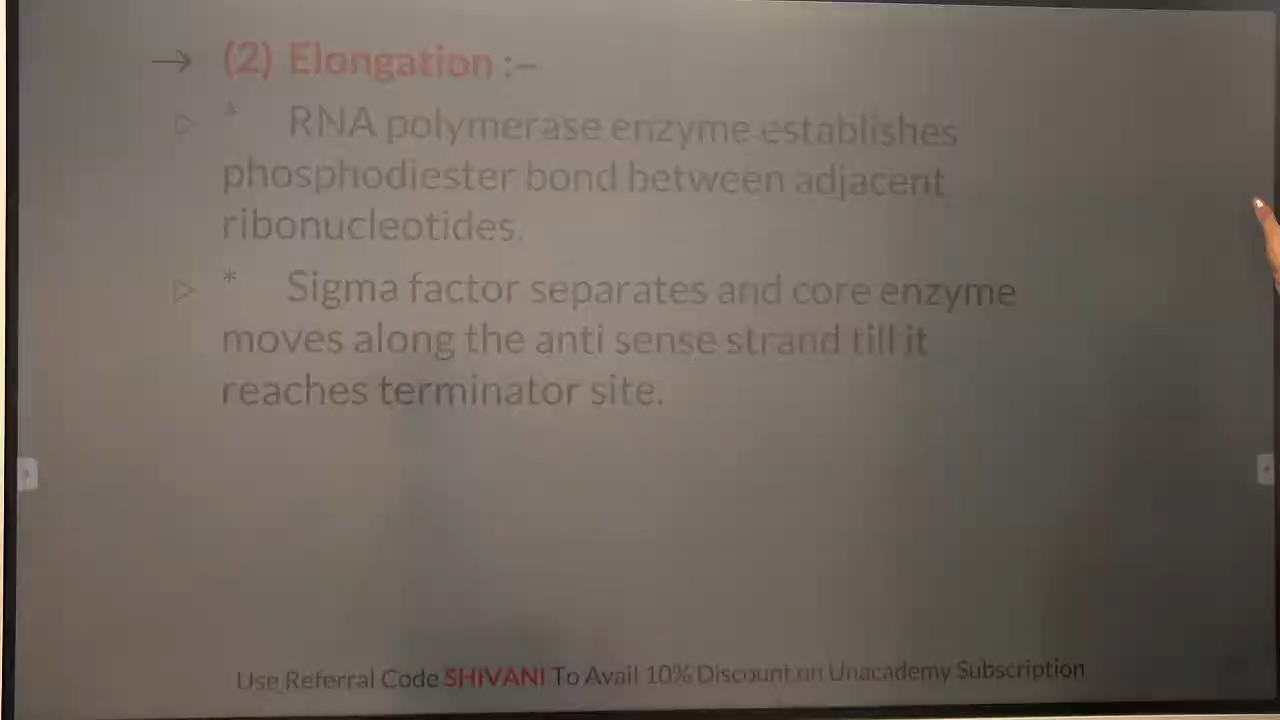 → (2) Elongation :–
▷ * RNA polymerase enzyme establishes
phosphodiester bond between adjacent
ribonucleotides.
▷ * Sigma factor separates and core enzyme
moves along the anti sense strand till it
reaches terminator site.
Use Referral Code SHIVANI To Avail 10% Discount on Unacademy Subscription